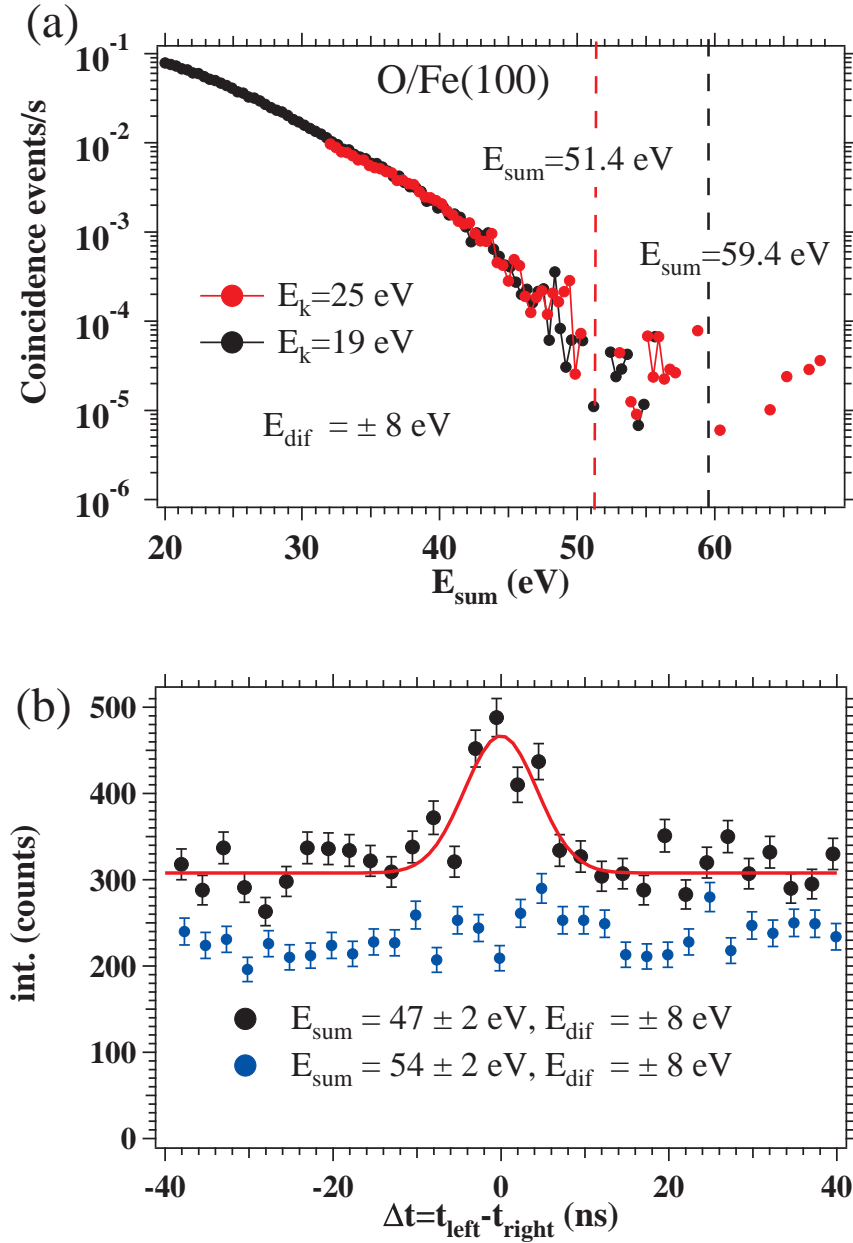 (a)
10⁻¹
10⁻²
10⁻³
10⁻⁴
10⁻⁵
10⁻⁶
Coincidence events/s
O/Fe(100)
E_sum=51.4 eV
E_sum=59.4 eV
E_k=25 eV
E_k=19 eV
E_dif = ± 8 eV
20 30 40 50 60
E_sum (eV)
(b)
500
400
300
200
100
0
int. (counts)
E_sum = 47 ± 2 eV, E_dif = ± 8 eV
E_sum = 54 ± 2 eV, E_dif = ± 8 eV
-40 -20 0 20 40
Δt=t_left-t_right (ns)